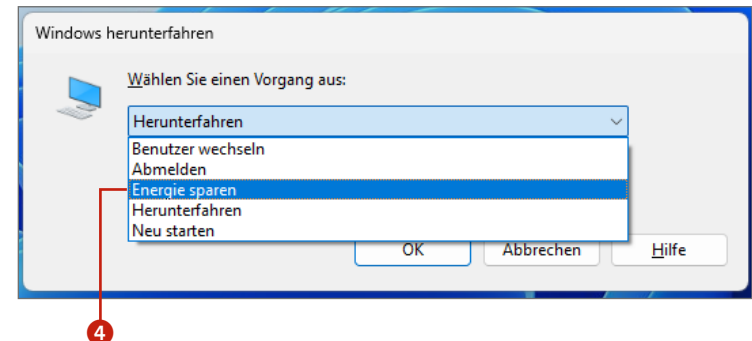 Windows herunterfahren
Wählen Sie einen Vorgang aus:
Herunterfahren
Benutzer wechseln
Abmelden
Energie sparen
Herunterfahren
Neu starten
OK Abbrechen Hilfe
4